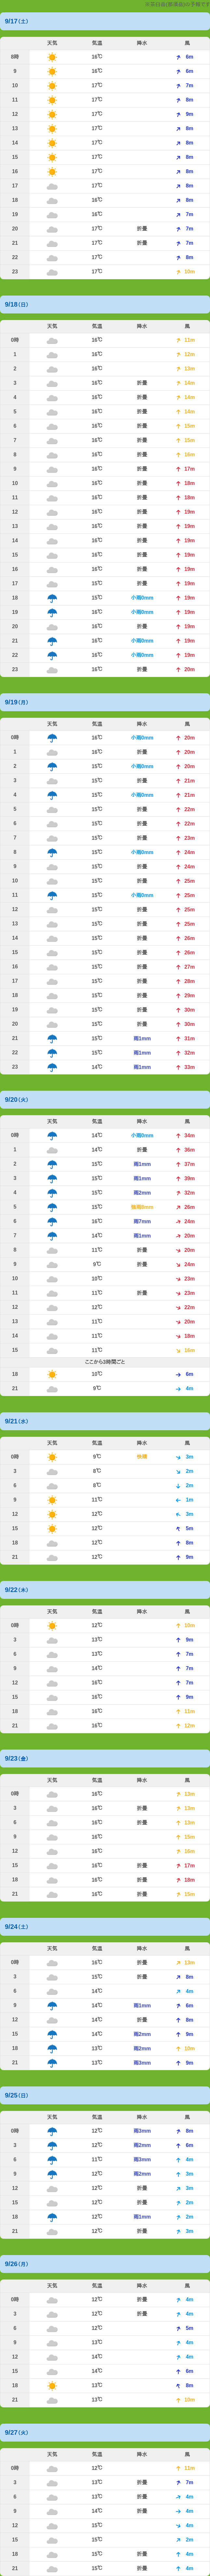 9/17(土)
天気 気温 降水 風
8時 16℃ 6m
9 16℃ 6m
10 17℃ 7m
11 17℃ 8m
12 17℃ 9m
13 17℃ 8m
14 17℃ 8m
15 17℃ 8m
16 17℃ 8m
17 17℃ 8m
18 16℃ 8m
19 16℃ 7m
20 17℃ 折畳 7m
21 17℃ 折畳 7m
22 17℃ 8m
23 17℃ 10m
9/18(日)
天気 気温 降水 風
0時 16℃ 11m
1 16℃ 12m
2 16℃ 13m
3 16℃ 折畳 14m
4 16℃ 折畳 14m
5 16℃ 折畳 14m
6 16℃ 折畳 15m
7 16℃ 折畳 15m
8 16℃ 折畳 16m
9 16℃ 折畳 17m
10 16℃ 折畳 18m
11 16℃ 折畳 18m
12 16℃ 折畳 19m
13 16℃ 折畳 19m
14 16℃ 折畳 19m
15 16℃ 折畳 19m
16 16℃ 折畳 19m
17 15℃ 折畳 19m
18 15℃ 小雨0mm 19m
19 16℃ 小雨0mm 19m
20 16℃ 折畳 19m
21 16℃ 小雨0mm 19m
22 16℃ 小雨0mm 19m
23 16℃ 折畳 20m
9/19(月)
天気 気温 降水 風
0時 16℃ 小雨0mm 20m
1 16℃ 折畳 20m
2 15℃ 小雨0mm 20m
3 15℃ 折畳 21m
4 15℃ 小雨0mm 21m
5 15℃ 折畳 22m
6 15℃ 折畳 22m
7 15℃ 折畳 23m
8 15℃ 小雨0mm 24m
9 15℃ 折畳 24m
10 15℃ 折畳 25m
11 15℃ 小雨0mm 25m
12 15℃ 折畳 25m
13 15℃ 折畳 25m
14 15℃ 折畳 26m
15 15℃ 折畳 26m
16 15℃ 折畳 27m
17 15℃ 折畳 28m
18 15℃ 折畳 29m
19 15℃ 折畳 30m
20 15℃ 折畳 30m
21 15℃ 雨1mm 31m
22 15℃ 雨1mm 32m
23 14℃ 雨1mm 33m
9/20(火)
天気 気温 降水 風
0時 14℃ 小雨0mm 34m
1 14℃ 折畳 36m
2 15℃ 雨1mm 37m
3 15℃ 雨1mm 39m
4 15℃ 雨2mm 32m
5 15℃ 26m
6 16℃ 雨7mm 24m
7 14℃ 雨1mm 20m
8 11℃ 折畳 20m
9 9℃ 折畳 24m
10 10℃ 23m
11 11℃ 折畳 23m
12 12℃ 22m
13 11℃ 20m
14 11℃ 18m
15 11℃ 16m
ここから3時間ごと
18 10℃ 6m
21 6℃ 4m
9/21(水)
天気 気温 降水 風
0時 9℃ 3m
3 8℃ 2m
6 8℃ 2m
9 11℃ 1m
12 12℃ 3m
15 12℃ 5m
18 12℃ 8m
21 12℃ 9m
9/22(木)
天気 気温 降水 風
0時 12℃ 10m
3 13℃ 9m
6 13℃ 7m
9 14℃ 7m
12 16℃ 7m
15 16℃ 9m
18 16℃ 11m
21 16℃ 12m
9/23(金)
天気 気温 降水 風
0時 16℃ 13m
3 16℃ 折畳 13m
6 16℃ 折畳 13m
9 16℃ 15m
12 16℃ 16m
15 16℃ 折畳 17m
18 16℃ 折畳 18m
21 16℃ 折畳 15m
9/24(土)
天気 気温 降水 風
0時 16℃ 折畳 13m
3 15℃ 折畳 8m
6 14℃ 4m
9 14℃ 雨1mm 6m
12 14℃ 折畳 8m
15 14℃ 雨2mm 9m
18 13℃ 雨2mm 10m
21 13℃ 雨3mm 9m
9/25(日)
天気 気温 降水 風
0時 12℃ 雨3mm 8m
3 12℃ 雨2mm 6m
6 11℃ 雨3mm 4m
9 12℃ 雨2mm 3m
12 12℃ 折畳 3m
15 12℃ 折畳 2m
18 12℃ 雨1mm 2m
21 12℃ 折畳 3m
9/26(月)
天気 気温 降水 風
0時 12℃ 折畳 4m
3 12℃ 折畳 4m
6 12℃ 5m
9 13℃ 4m
12 14℃ 4m
15 14℃ 6m
18 13℃ 8m
21 13℃ 10m
9/27(火)
天気 気温 降水 風
0時 12℃ 11m
3 13℃ 折畳 7m
6 13℃ 折畳 4m
9 14℃ 折畳 4m
12 15℃ 4m
15 15℃ 2m
18 15℃ 折畳 4m
21 15℃ 折畳 4m